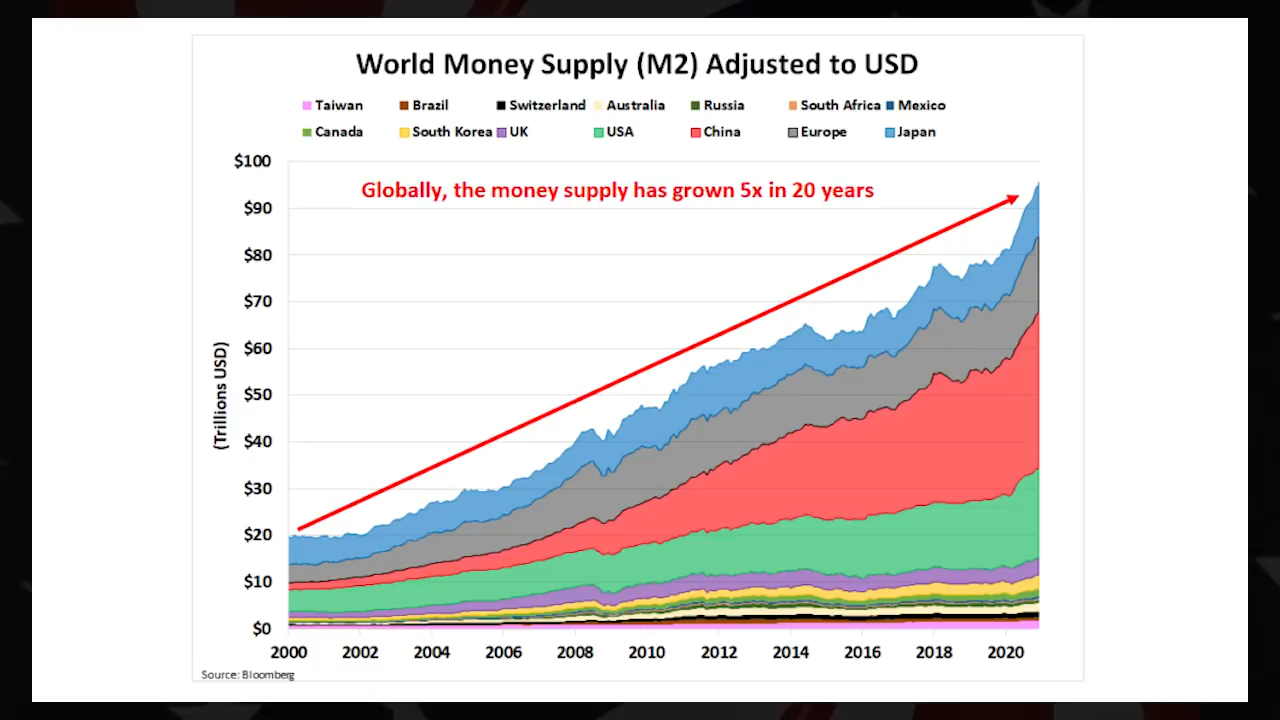 World Money Supply (M2) Adjusted to USD
Taiwan Brazil Switzerland Australia Russia South Africa Mexico
Canada South Korea UK USA China Europe Japan
$100
Globally, the money supply has grown 5x in 20 years
$90
$80
$70
$60
$50
$40
$30
$20
$10
$0
(Trillions USD)
2000 2002 2004 2006 2008 2010 2012 2014 2016 2018 2020
Source: Bloomberg